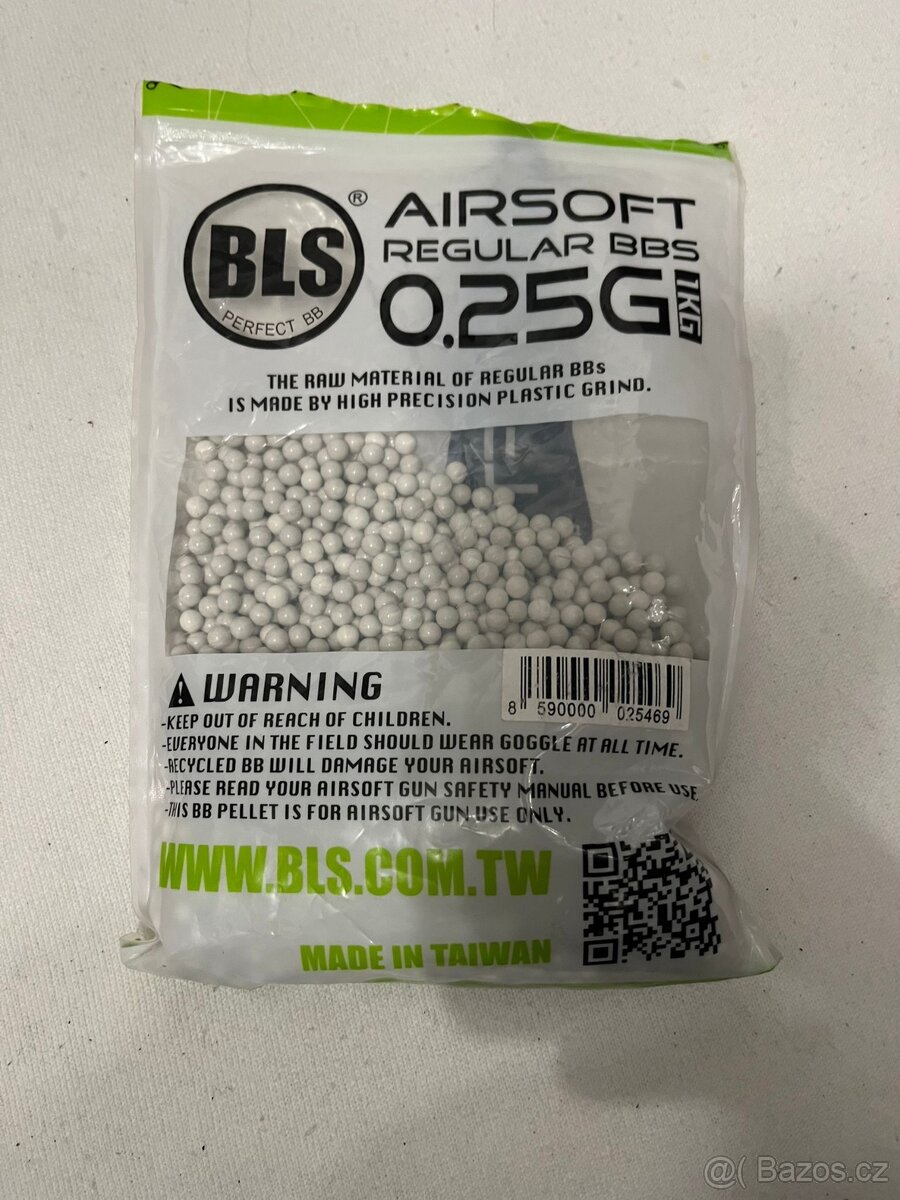 BLS
®
PERFECT BB
AIRSOFT
REGULAR BBS
0.25G 1KG
THE RAW MATERIAL OF REGULAR BBs
IS MADE BY HIGH PRECISION PLASTIC GRIND.
8 590000 025469
WARNING
-KEEP OUT OF REACH OF CHILDREN.
-EVERYONE IN THE FIELD SHOULD WEAR GOGGLE AT ALL TIME.
-RECYCLED BB WILL DAMAGE YOUR AIRSOFT.
-PLEASE READ YOUR AIRSOFT GUN SAFETY MANUAL BEFORE USE
-THIS BB PELLET IS FOR AIRSOFT GUN USE ONLY.
WWW.BLS.COM.TW
MADE IN TAIWAN
@( Bazos.cz